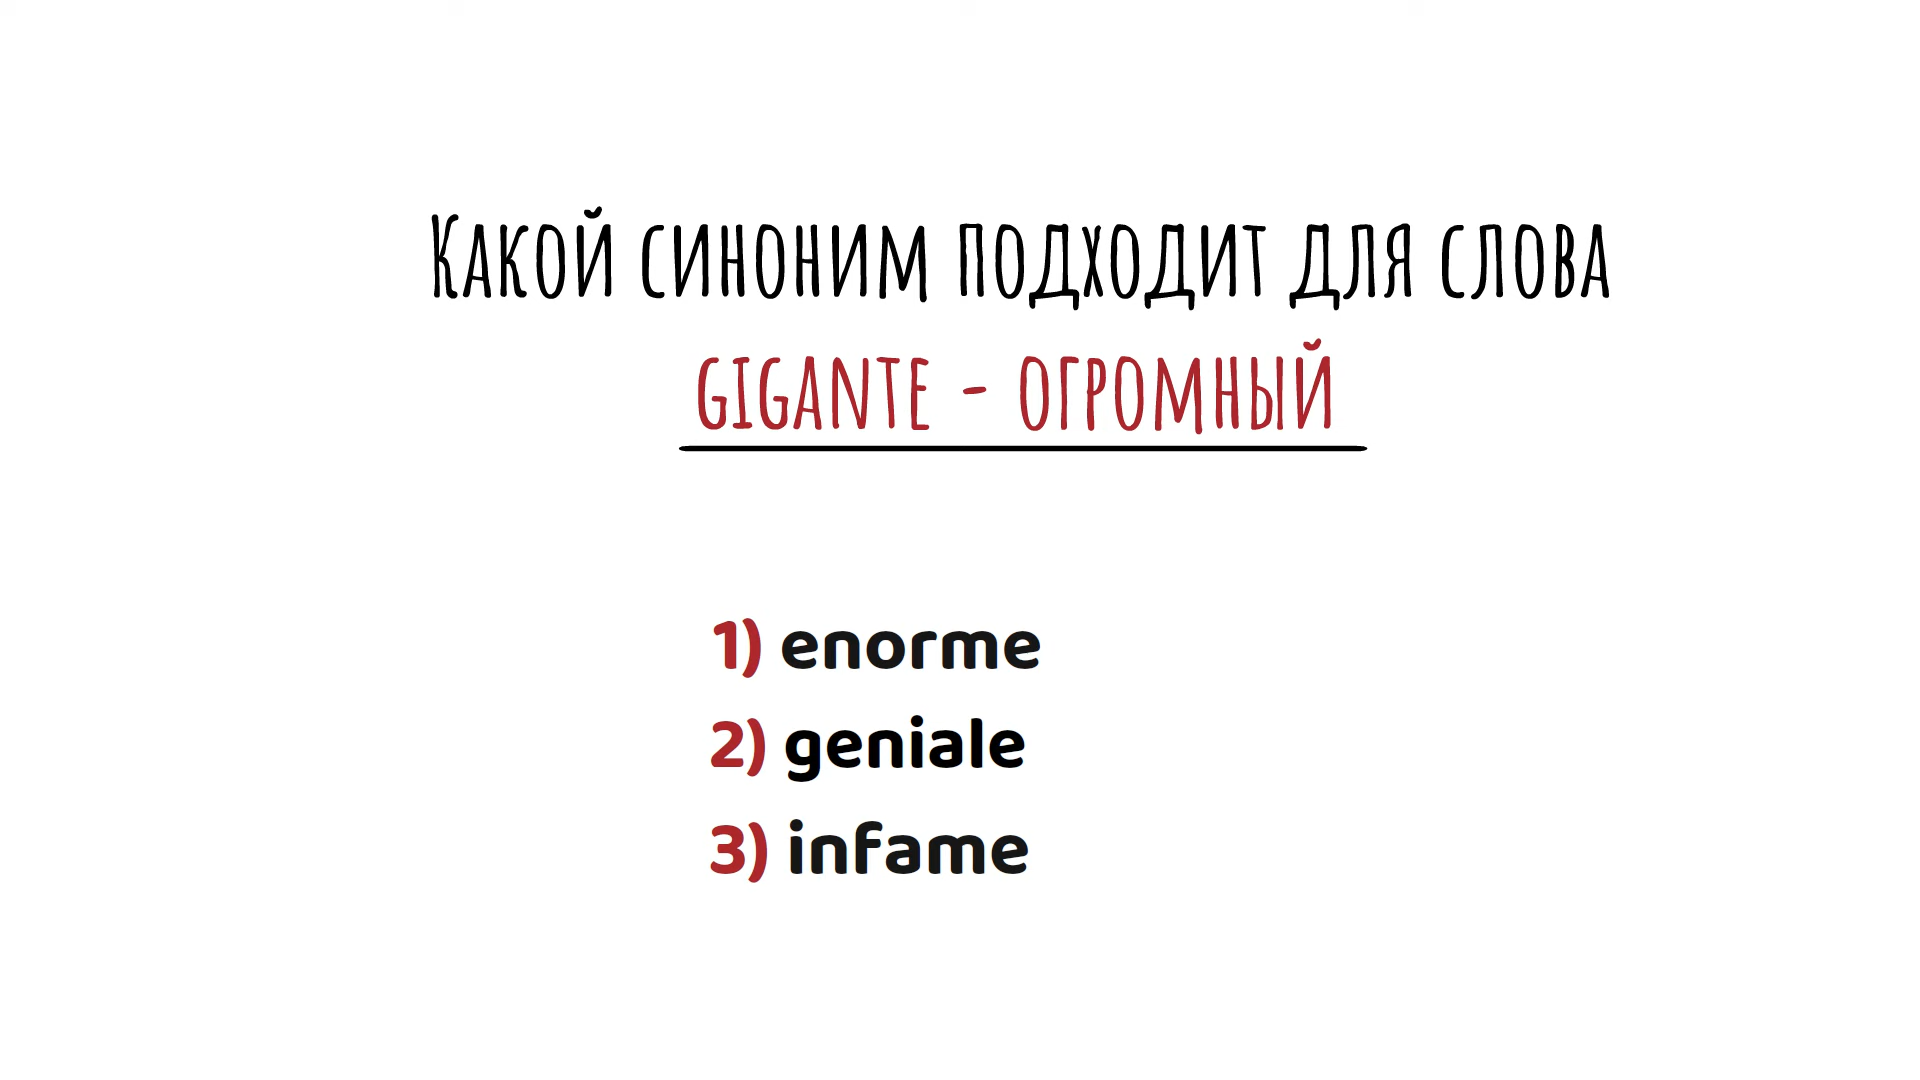 Какой синоним подходит для слова
gigante - огромный
1) enorme
2) geniale
3) infame